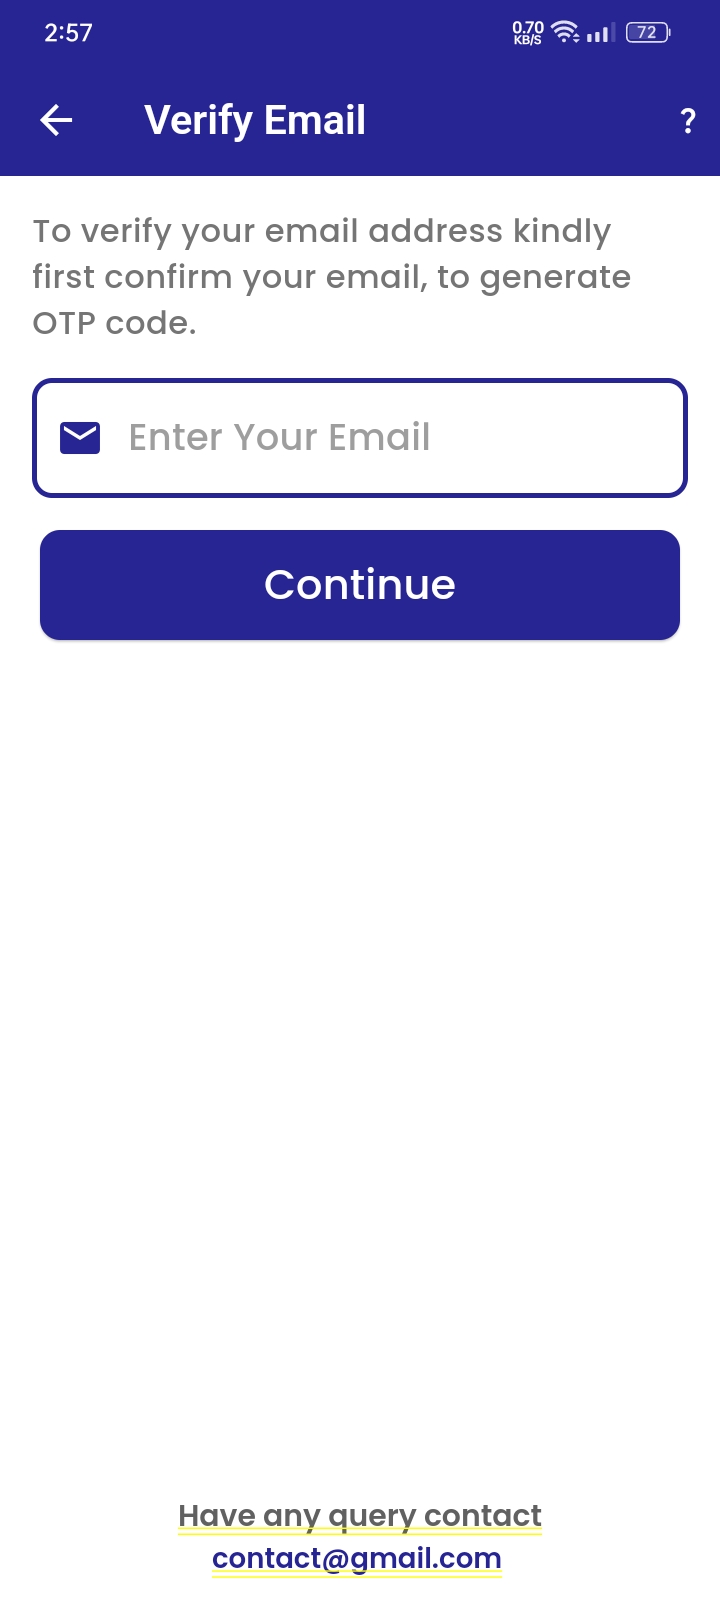 2:57
0.70
KB/S
72
Verify Email
?
To verify your email address kindly
first confirm your email, to generate
OTP code.
Enter Your Email
Continue
Have any query contact
contact@gmail.com